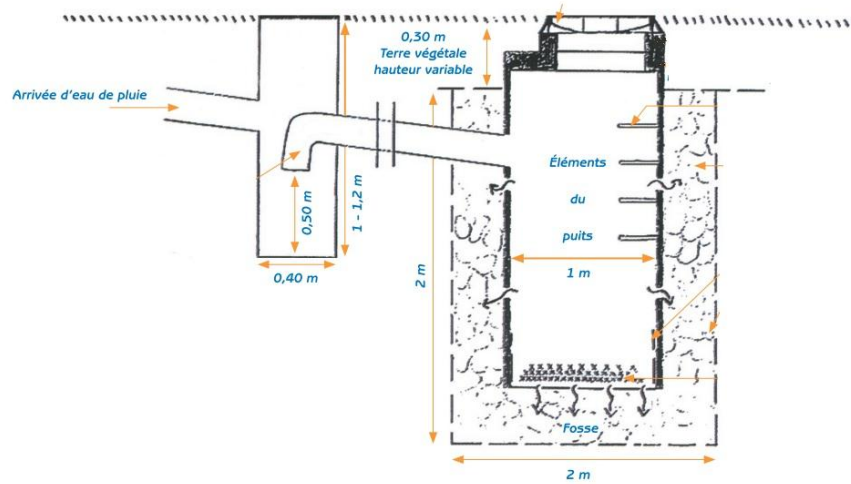 0,30 m
Terre végétale
hauteur variable
Arrivée d'eau de pluie
0,50 m
1 - 1,2 m
0,40 m
2 m
Éléments
du
puits
1 m
Fosse
2 m